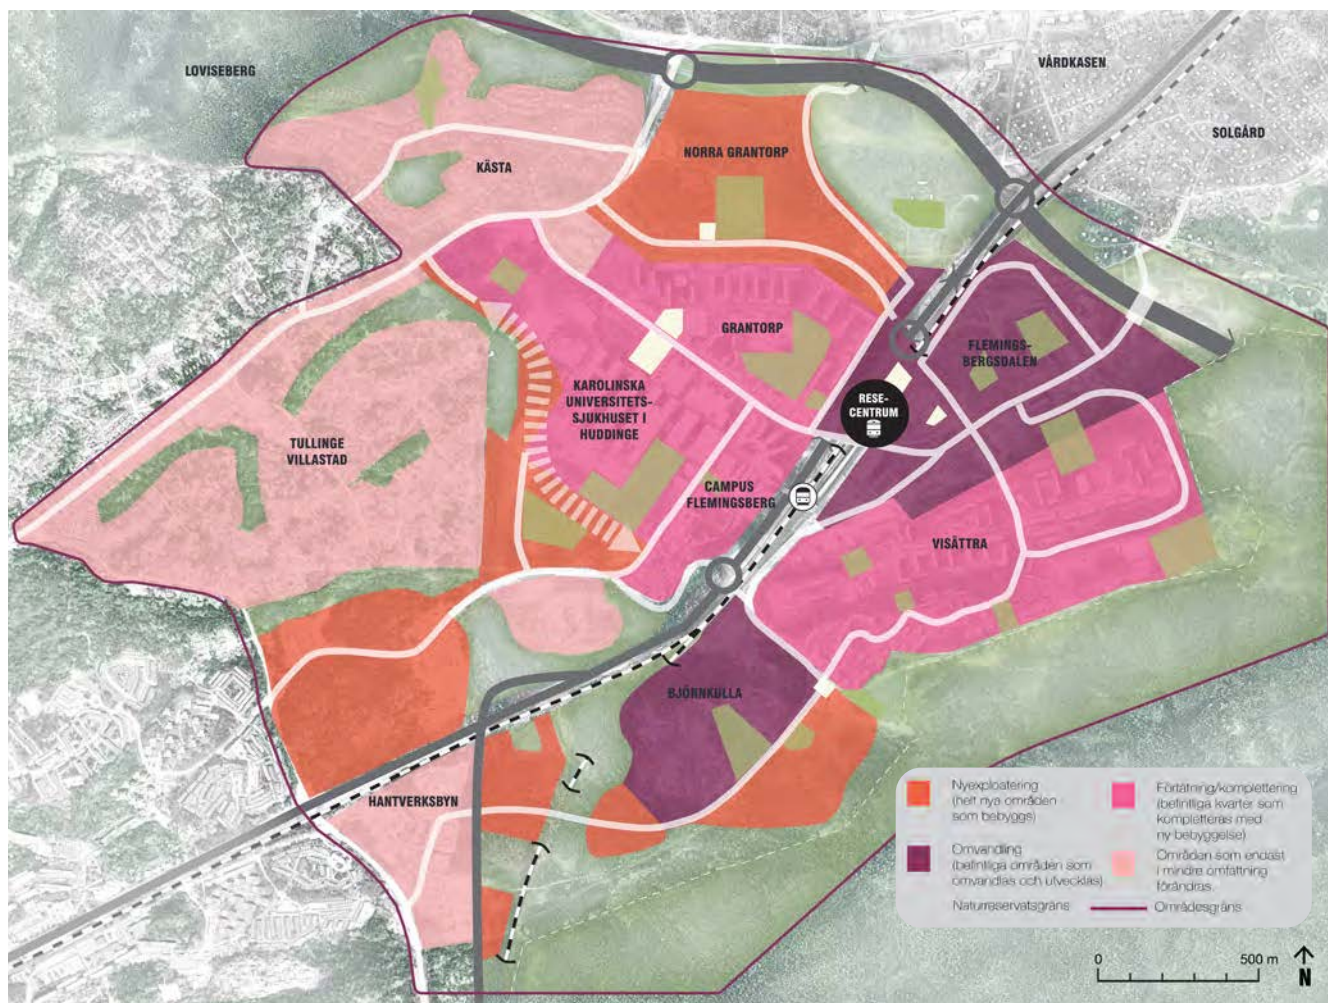 LOVISEBERG
VÅRDKASEN
SOLGÅRD
NORRA GRANTORP
KÄSTA
GRANTORP
FLEMINGS-
BERGSDALEN
KAROLINSKA
UNIVERSITETS-
SJUKHUSET I
HUDDINGE
RESE-
CENTRUM
TULLINGE
VILLASTAD
CAMPUS
FLEMINGSBERG
VISÄTTRA
BJÖRNKULLA
HANTVERKSBYN
Nyexploatering
(helt nya områden
som bebyggs)
Förtätning/komplettering
(befintliga kvarter som
kompletteras med
ny bebyggelse)
Omvandling
(befintliga områden som
omvandlas och utvecklas)
Områden som endast
i mindre omfattning
förändras.
Naturreservatsgräns
Områdesgräns
0
500 m
N